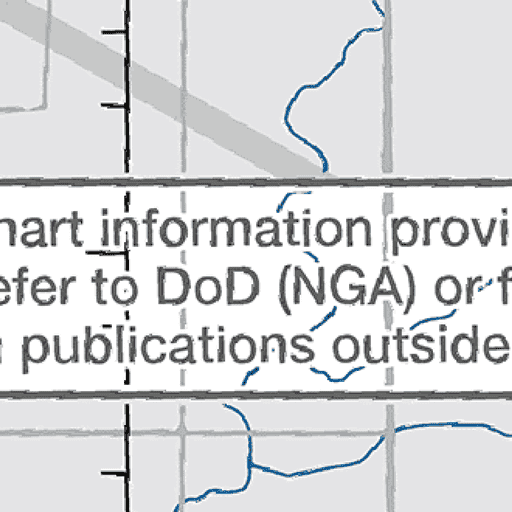 hart information provi
efer to DoD (NGA) or f
publications outside